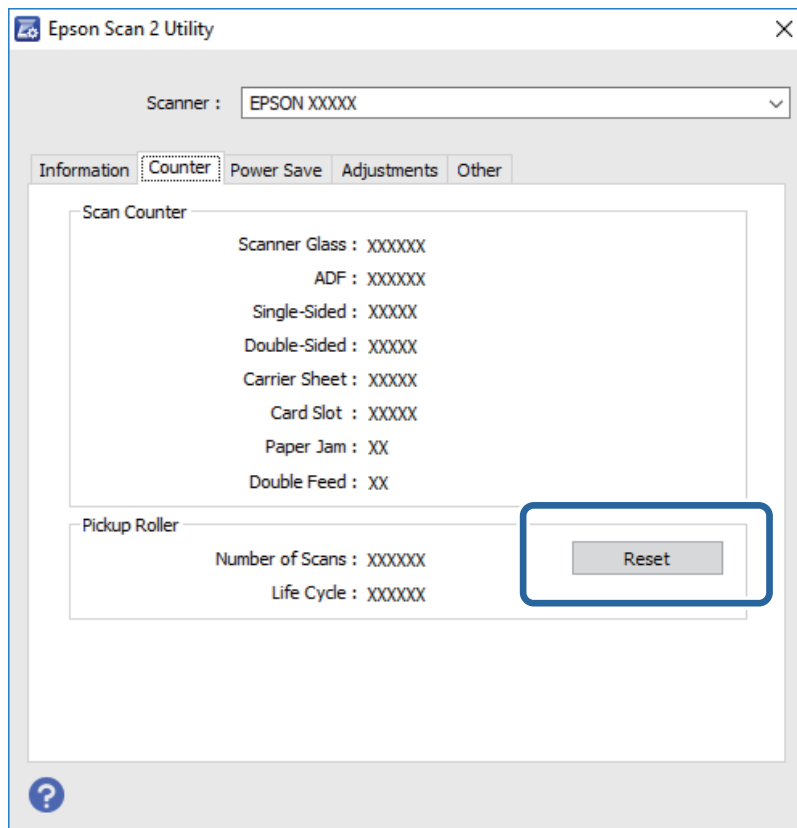 Epson Scan 2 Utility
Scanner : EPSON XXXXX
Information Counter Power Save Adjustments Other
Scan Counter
Scanner Glass : XXXXXX
ADF : XXXXXX
Single-Sided : XXXXX
Double-Sided : XXXXX
Carrier Sheet : XXXXX
Card Slot : XXXXX
Paper Jam : XX
Double Feed : XX
Pickup Roller
Number of Scans : XXXXXX Reset
Life Cycle : XXXXXX
?